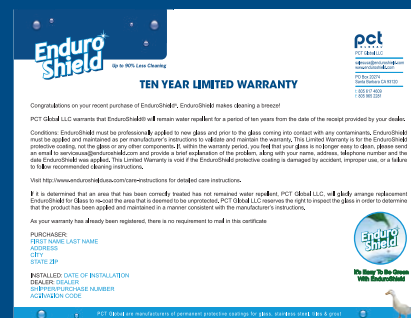 Enduro
Shield
Up to 90% Less Cleaning
pct
GLOBAL
PCT Global LLC
serviceusa@enduroshield.com
www.enduroshield.com
PO Box 20274
Santa Barbara CA 93120
TEN YEAR LIMITED WARRANTY
Congratulations on your recent purchase of EnduroShield®, EnduroShield makes cleaning a breeze!
PCT Global LLC warrants that EnduroShield® will remain water repellent for a period of ten years from the date of the receipt provided by your dealer.
Conditions: EnduroShield must be professionally applied to new glass and prior to the glass coming into contact with any contaminants. EnduroShield
must be applied and maintained as per manufacturer's instructions to validate and maintain the warranty. This Limited Warranty is for the EnduroShield
protective coating, not the glass or any other components. If, within the warranty period, you feel that your glass is no longer easy to clean, please send
an email to serviceusa@enduroshield.com and provide a brief explanation of the problem, along with your name, address, telephone number and the
date EnduroShield was applied. This Limited Warranty is void if the EnduroShield protective coating is damaged by accident, improper use, or a failure
to follow recommended cleaning instructions.
Visit http://www.enduroshieldusa.com/care-instructions for detailed care instructions.
If it is determined that an area that has been correctly treated has not remained water repellent, PCT Global LLC, will gladly arrange replacement
EnduroShield for Glass to re-coat the area that is deemed to be unprotected. PCT Global LLC reserves the right to inspect the glass in order to determine
that the product has been applied and maintained in a manner consistent with the manufacturer's instructions.
As your warranty has already been registered, there is no requirement to mail in this certificate
PURCHASER:
FIRST NAME LAST NAME
ADDRESS
CITY
STATE ZIP
INSTALLED: DATE OF INSTALLATION
DEALER: DEALER
SHIPPER/PURCHASE NUMBER
ACTIVATION CODE
Enduro
Shield
It's Easy To Be Green
With EnduroShield
PCT Global are manufacturers of permanent protective coatings for glass, stainless steel, tiles & grout